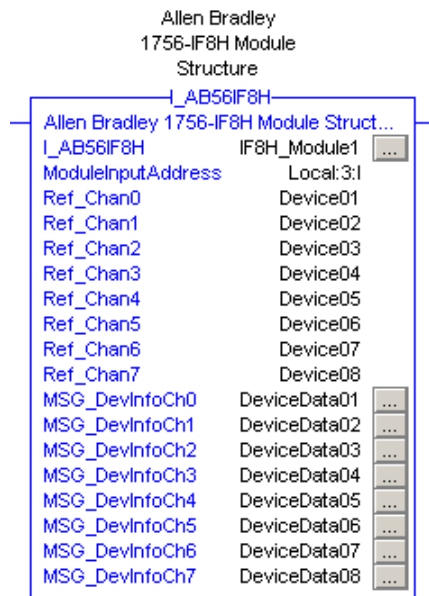 Allen Bradley
1756-IF8H Module
Structure
I_AB56IF8H
Allen Bradley 1756-IF8H Module Struct...
I_AB56IF8H IF8H_Module1 ...
ModuleInputAddress Local:3:I
Ref_Chan0 Device01
Ref_Chan1 Device02
Ref_Chan2 Device03
Ref_Chan3 Device04
Ref_Chan4 Device05
Ref_Chan5 Device06
Ref_Chan6 Device07
Ref_Chan7 Device08
MSG_DevInfoCh0 DeviceData01 ...
MSG_DevInfoCh1 DeviceData02 ...
MSG_DevInfoCh2 DeviceData03 ...
MSG_DevInfoCh3 DeviceData04 ...
MSG_DevInfoCh4 DeviceData05 ...
MSG_DevInfoCh5 DeviceData06 ...
MSG_DevInfoCh6 DeviceData07 ...
MSG_DevInfoCh7 DeviceData08 ...